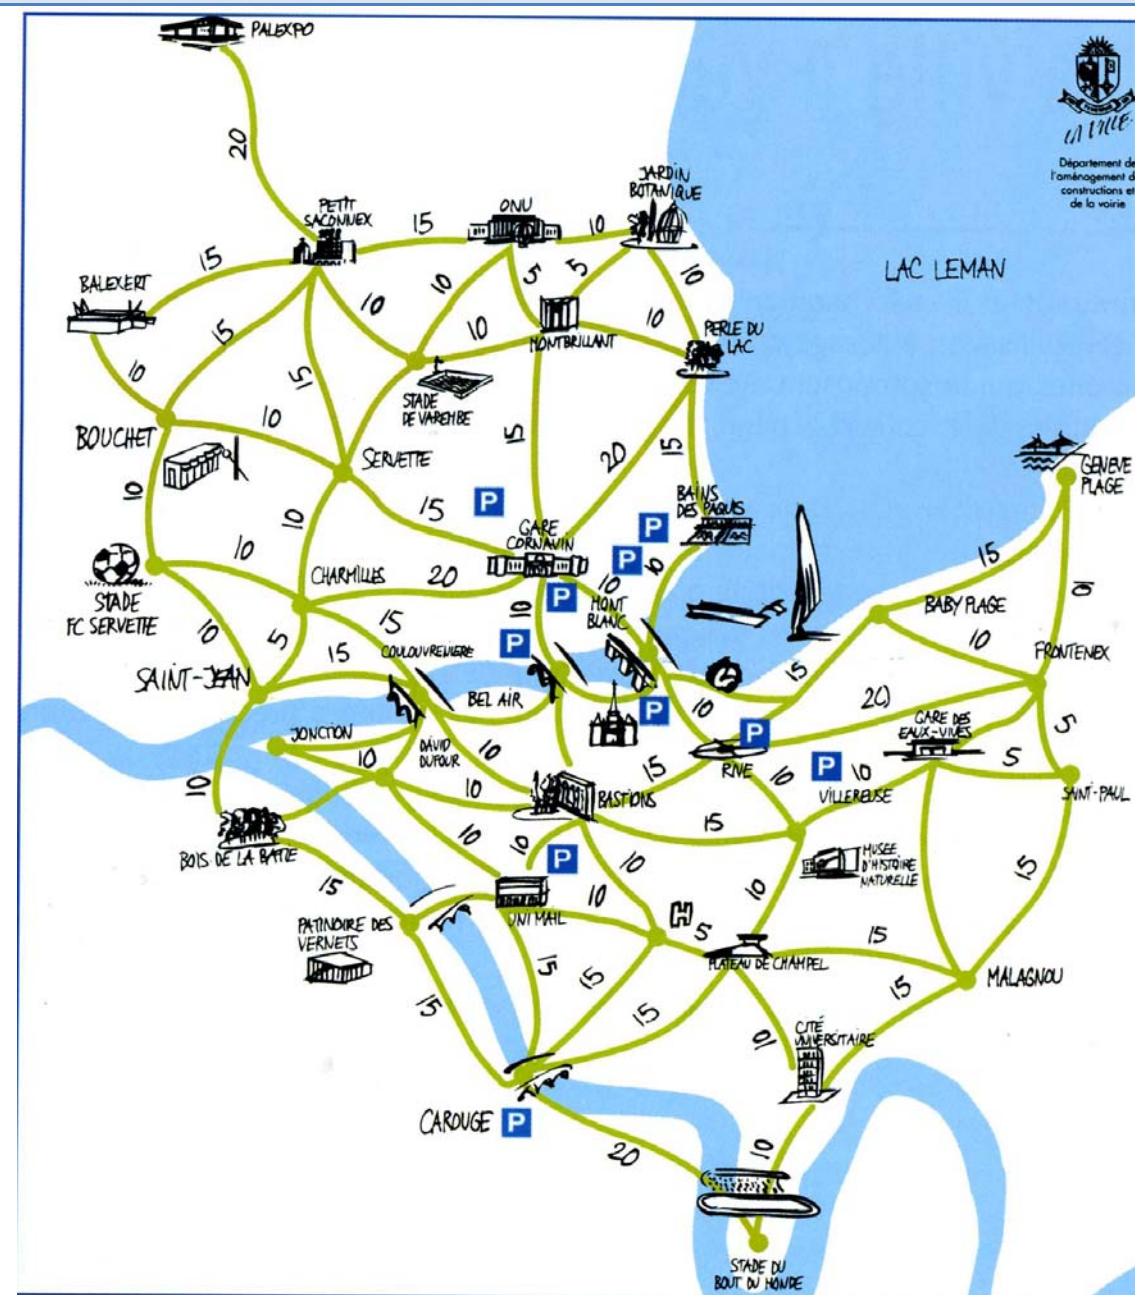 PALEXPO
LA VILLE
Département de
l'aménagement d
constructions et
de la voirie
20
PETIT
SACONNEX
15
ONU
10
JARDIN
BOTANIQUE
15
BALEXERT
10
5
5
10
LAC LEMAN
15
10
10
10
PERLE DU
LAC
MONTBRILLANT
10
15
STADE
DE VAREMBE
10
BOUCHET
15
20
15
SERVETTE
GENEVE
PLAGE
10
10
15
P
BAINS
DES PAQUIS
P
GARE
CORNAVIN
P
10
10
15
10
STADE
FC SERVETTE
CHARMILLES
20
10
P
MONT
BLANC
BABY PLAGE
10
10
5
15
15
COULOUVRENIERE
P
10
FRONTENEX
SAINT-JEAN
BEL AIR
15
10
P
20
5
JONCTION
DAVID
DUFOUR
10
P
RIVE
GARE DES
EAUX-VIVES
10
10
10
BASTIONS
15
10
P
VILLEREUSE
10
5
SAINT-PAUL
BOIS DE LA BATIE
10
10
P
10
15
MUSEE
D'HISTOIRE
NATURELLE
15
15
PATINOIRE DES
VERNETS
UNI MAIL
10
H
5
10
15
PLATEAU DE CHAMPEL
MALAGNOU
15
15
15
15
10
CITÉ
UNIVERSITAIRE
15
CAROUGE
P
20
10
STADE DU
BOUT DU MONDE